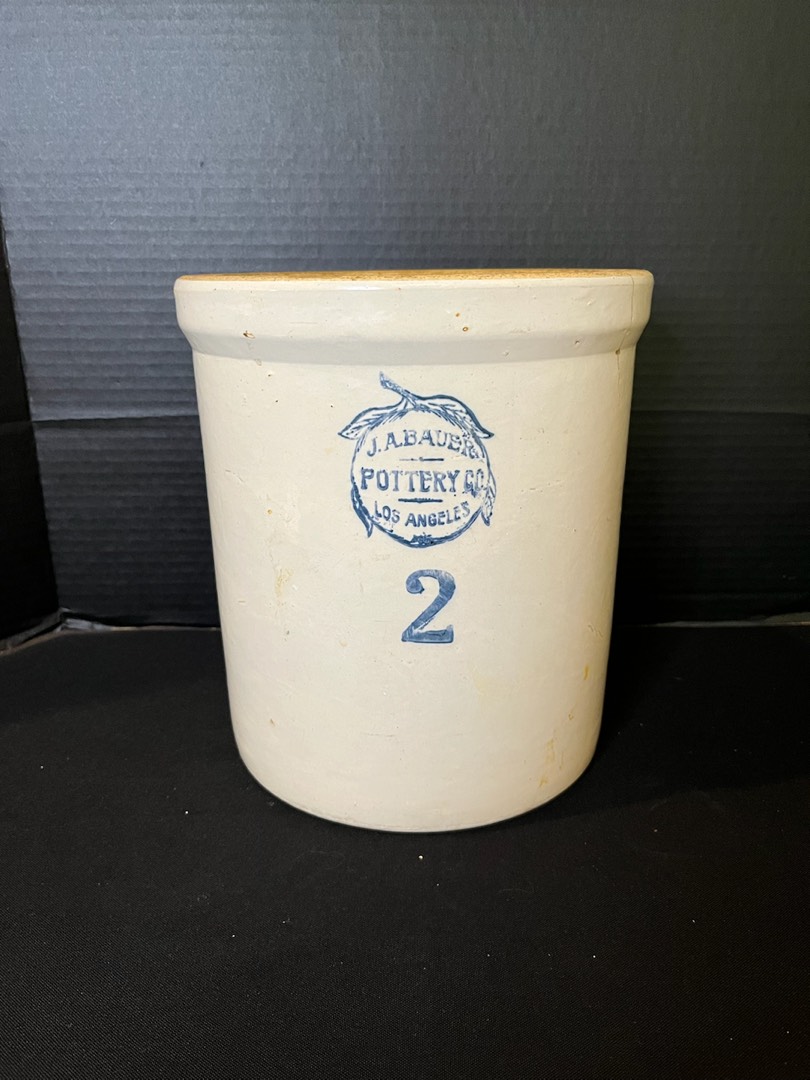 J.A.BAUER
POTTERY CO.
LOS ANGELES
2